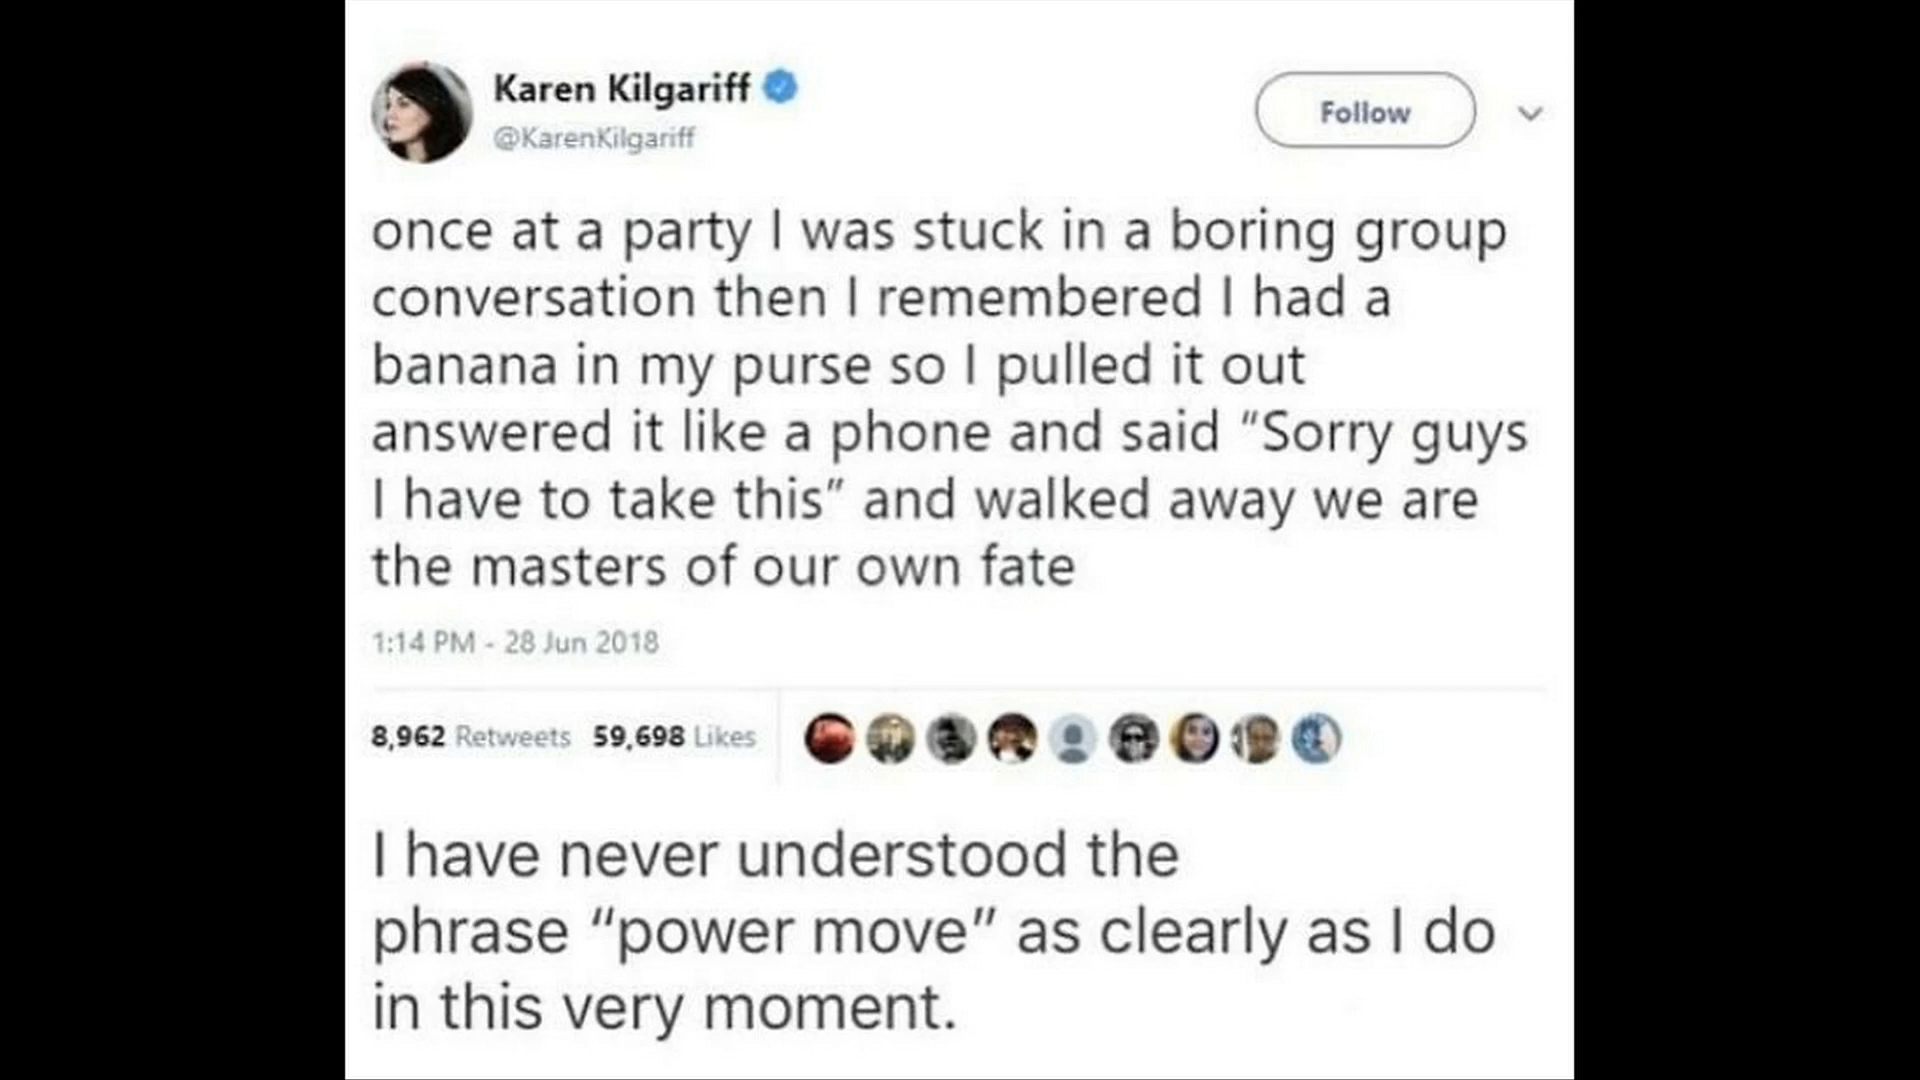 Karen Kilgariff
@KarenKilgariff
Follow
once at a party I was stuck in a boring group
conversation then I remembered I had a
banana in my purse so I pulled it out
answered it like a phone and said "Sorry guys
I have to take this" and walked away we are
the masters of our own fate
1:14 PM - 28 Jun 2018
8,962 Retweets 59,698 Likes
I have never understood the
phrase "power move" as clearly as I do
in this very moment.